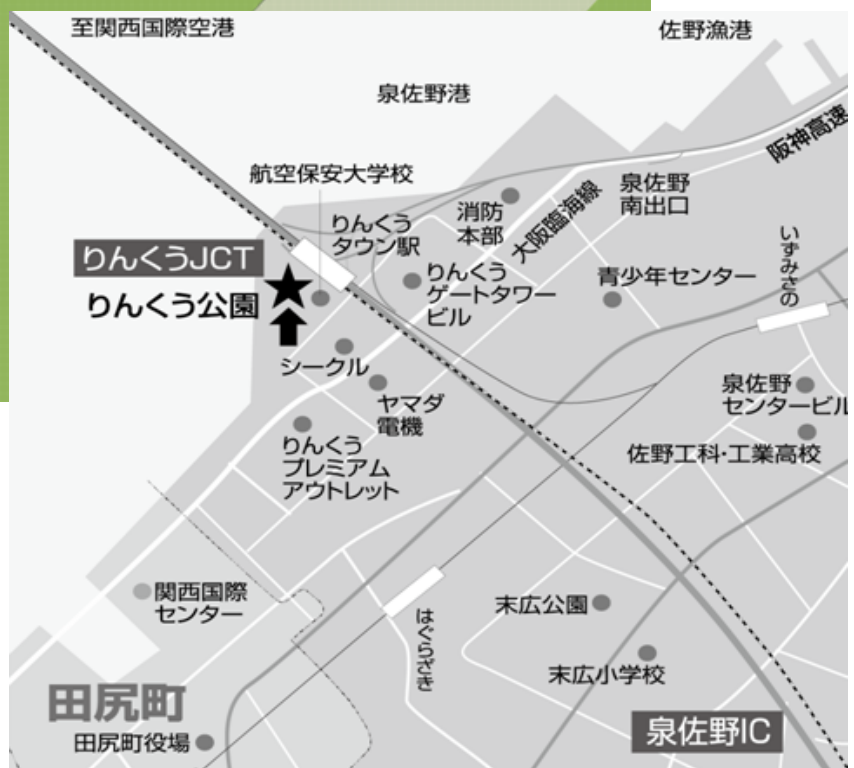 至関西国際空港
佐野漁港
泉佐野港
阪神高速
航空保安大学校
泉佐野
南出口
消防
本部
大阪臨海線
りんくう
タウン駅
いずみさの
りんくうJCT
りんくう公園
りんくう
ゲートタワー
ビル
青少年センター
シークル
ヤマダ
電機
泉佐野
センタービル
りんくう
プレミアム
アウトレット
佐野工科・工業高校
関西国際
センター
はぐらざき
末広公園
末広小学校
田尻町
田尻町役場
泉佐野IC